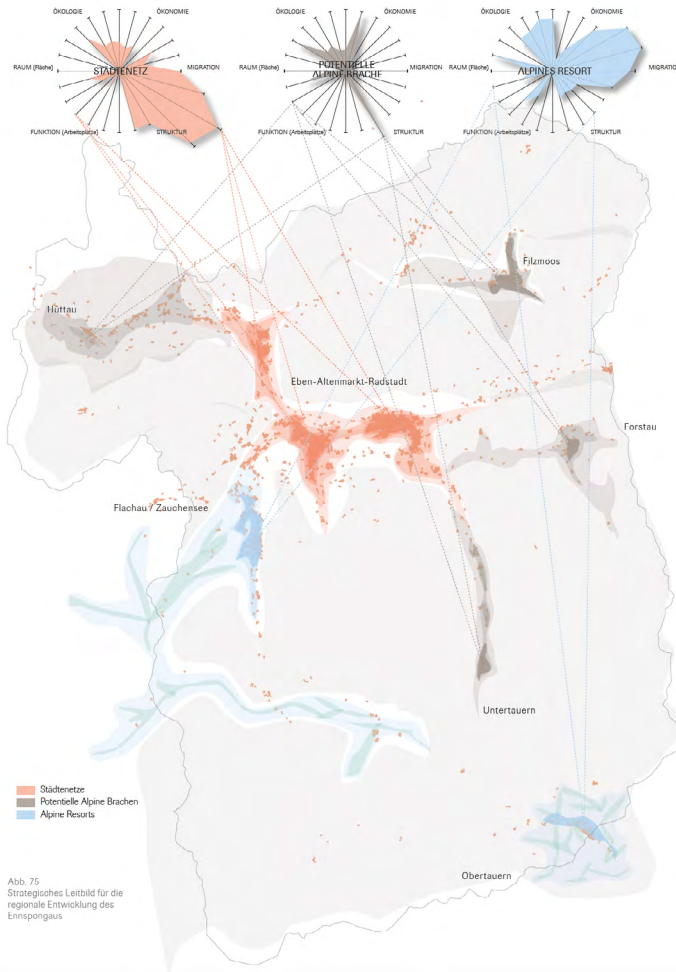 ÖKOLOGIE
ÖKONOMIE
RAUM (Fläche)
STÄDTENETZ
MIGRATION
FUNKTION (Arbeitsplätze)
STRUKTUR
ÖKOLOGIE
ÖKONOMIE
RAUM (Fläche)
POTENTIELLE
ALPINE BRACHE
MIGRATION
FUNKTION (Arbeitsplätze)
STRUKTUR
ÖKOLOGIE
ÖKONOMIE
RAUM (Fläche)
ALPINES RESORT
MIGRATION
FUNKTION (Arbeitsplätze)
STRUKTUR
Filzmoos
Hüttau
Eben-Altenmarkt-Radstadt
Forstau
Flachau / Zauchensee
Untertauern
Städtenetze
Potentielle Alpine Brachen
Alpine Resorts
Obertauern
Abb. 75
Strategisches Leitbild für die
regionale Entwicklung des
Ennspongaus